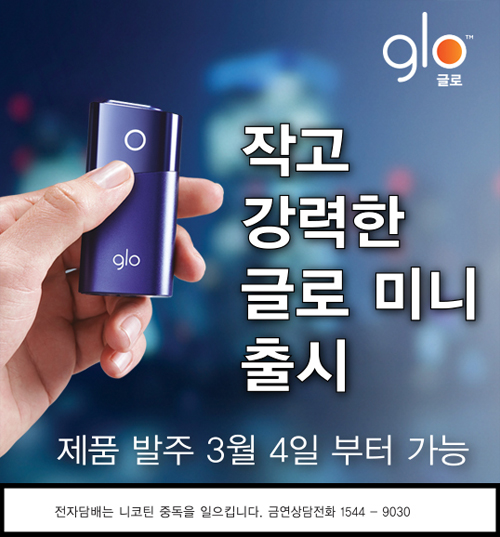 glo™
글로
glo
작고
강력한
글로 미니
출시
제품 발주 3월 4일 부터 가능
전자담배는 니코틴 중독을 일으킵니다. 금연상담전화 1544 - 9030